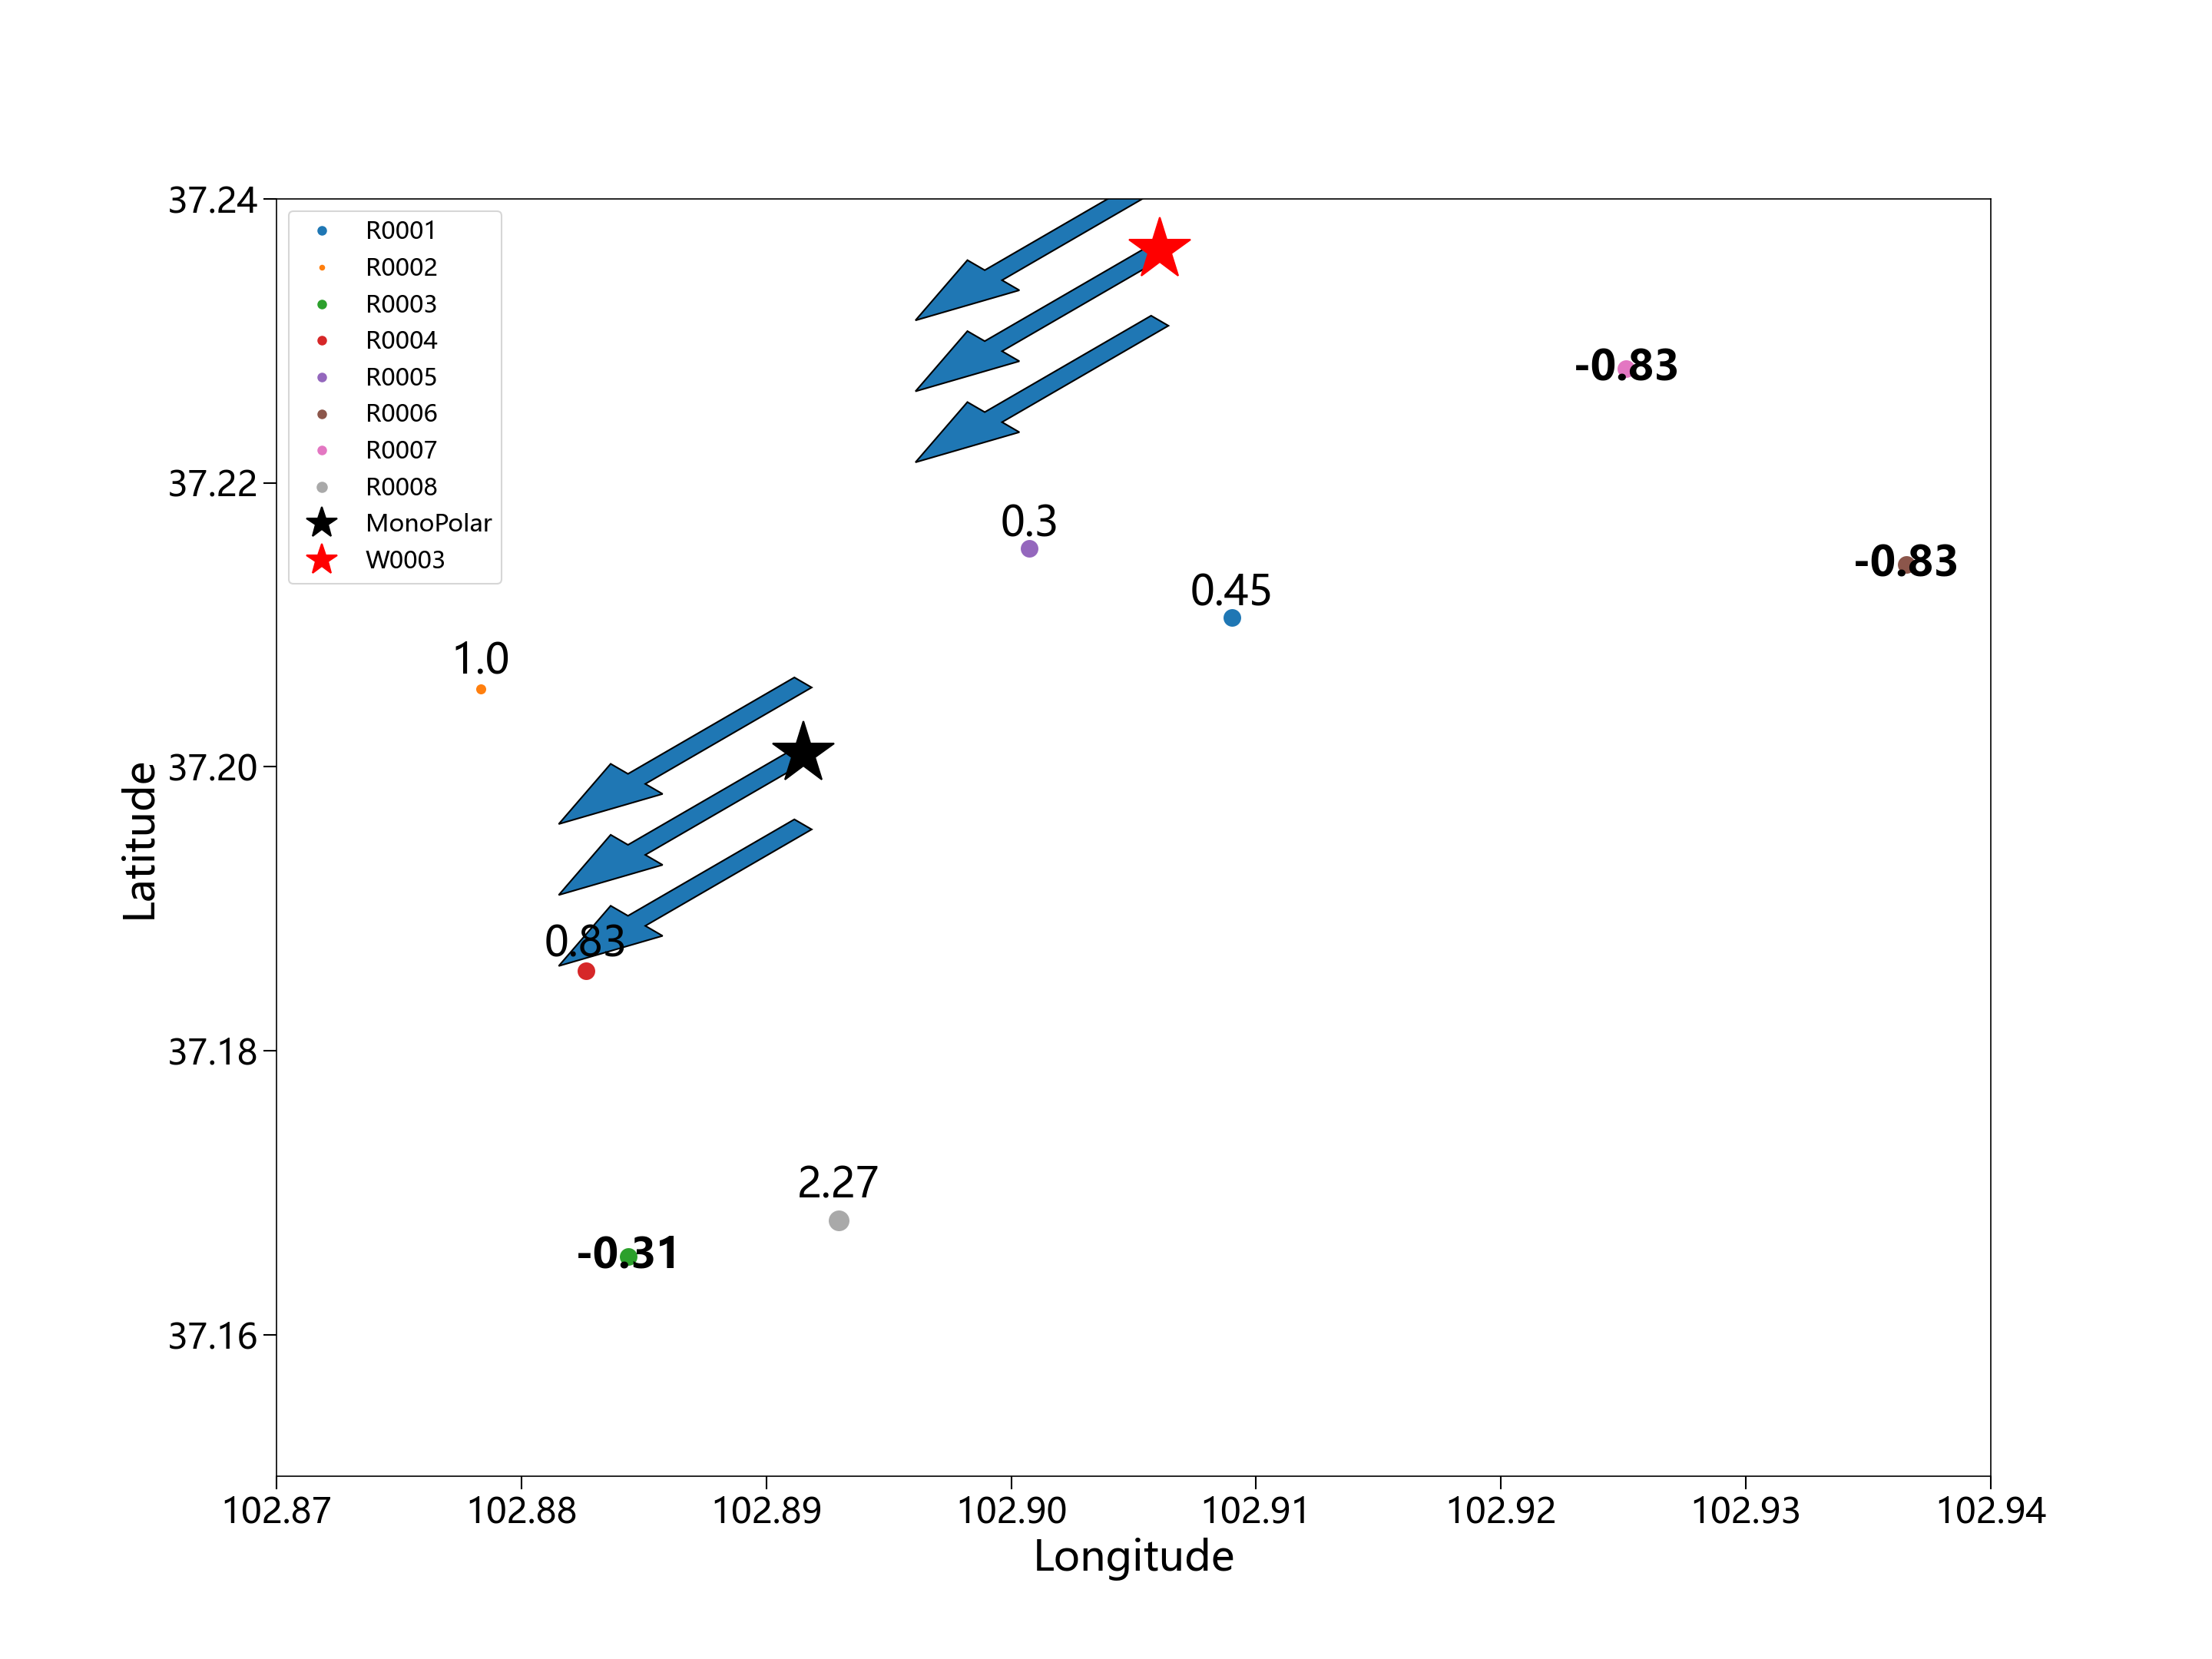 37.24
R0001
R0002
R0003
R0004
R0005
R0006
R0007
R0008
MonoPolar
W0003
-0.83
37.22
0.3
-0.83
0.45
1.0
37.20
Latitude
0.83
37.18
2.27
-0.31
37.16
102.87 102.88 102.89 102.90 102.91 102.92 102.93 102.94
Longitude